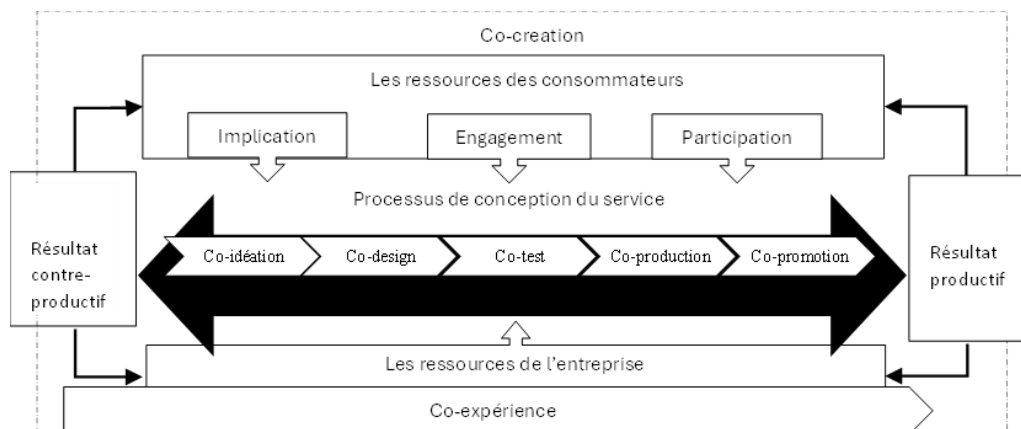 Co-creation
Les ressources des consommateurs
Implication
Engagement
Participation
Processus de conception du service
Résultat
contre-
productif
Co-idéation
Co-design
Co-test
Co-production
Co-promotion
Résultat
productif
Les ressources de l'entreprise
Co-expérience